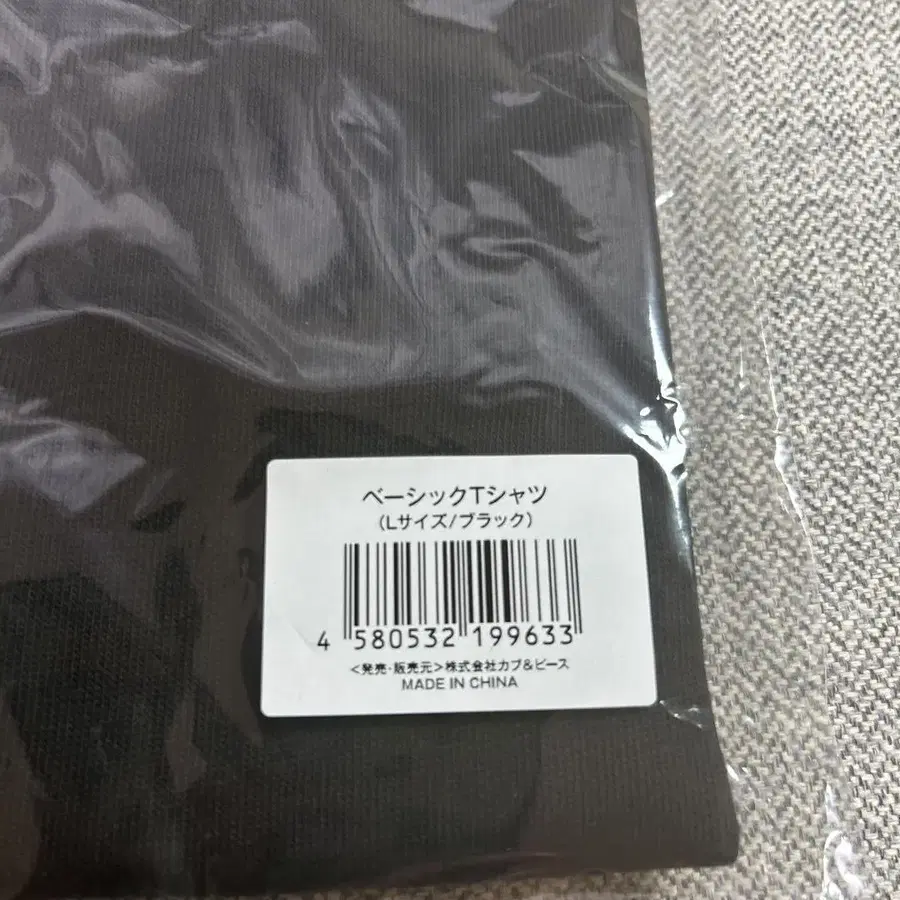 ベーシックTシャツ
(Lサイズ/ブラック)
4 580532 199633
<発売・販売元>株式会社カブ&ピース
MADE IN CHINA